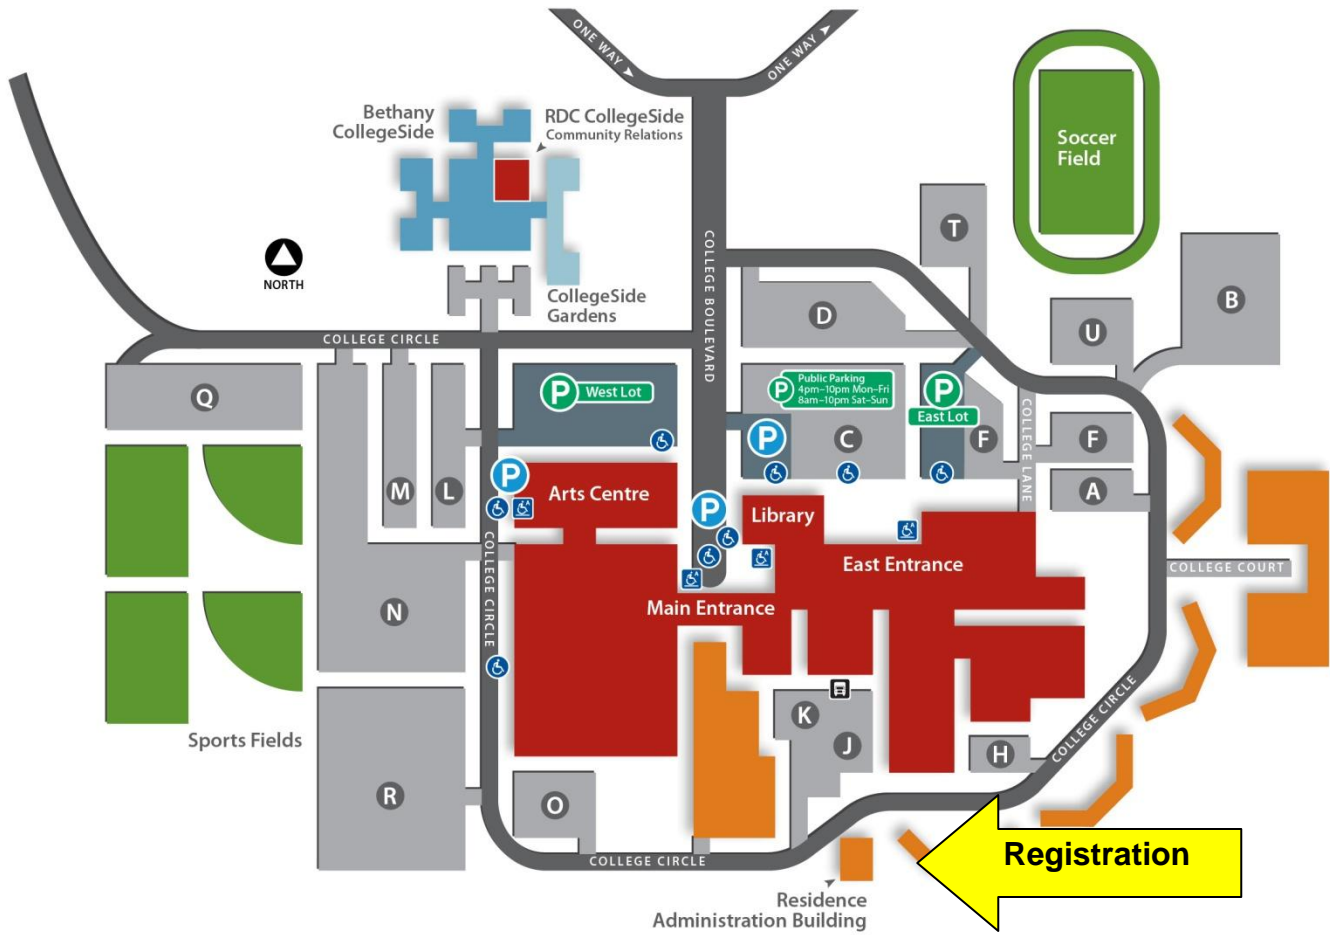 ONE WAY
ONE WAY
Bethany
CollegeSide
RDC CollegeSide
Community Relations
Soccer
Field
T
NORTH
COLLEGE BOULEVARD
CollegeSide
Gardens
D
U
B
COLLEGE CIRCLE
Q
P West Lot
P Public Parking
4pm–10pm Mon–Fri
8am–10pm Sat–Sun
P
East Lot
COLLEGE LANE
P
C
F
F
M
L
P
Arts Centre
P
Library
A
A
A
A
COLLEGE CIRCLE
East Entrance
COLLEGE COURT
N
Main Entrance
COLLEGE CIRCLE
Sports Fields
K
J
H
R
O
Registration
COLLEGE CIRCLE
Residence
Administration Building